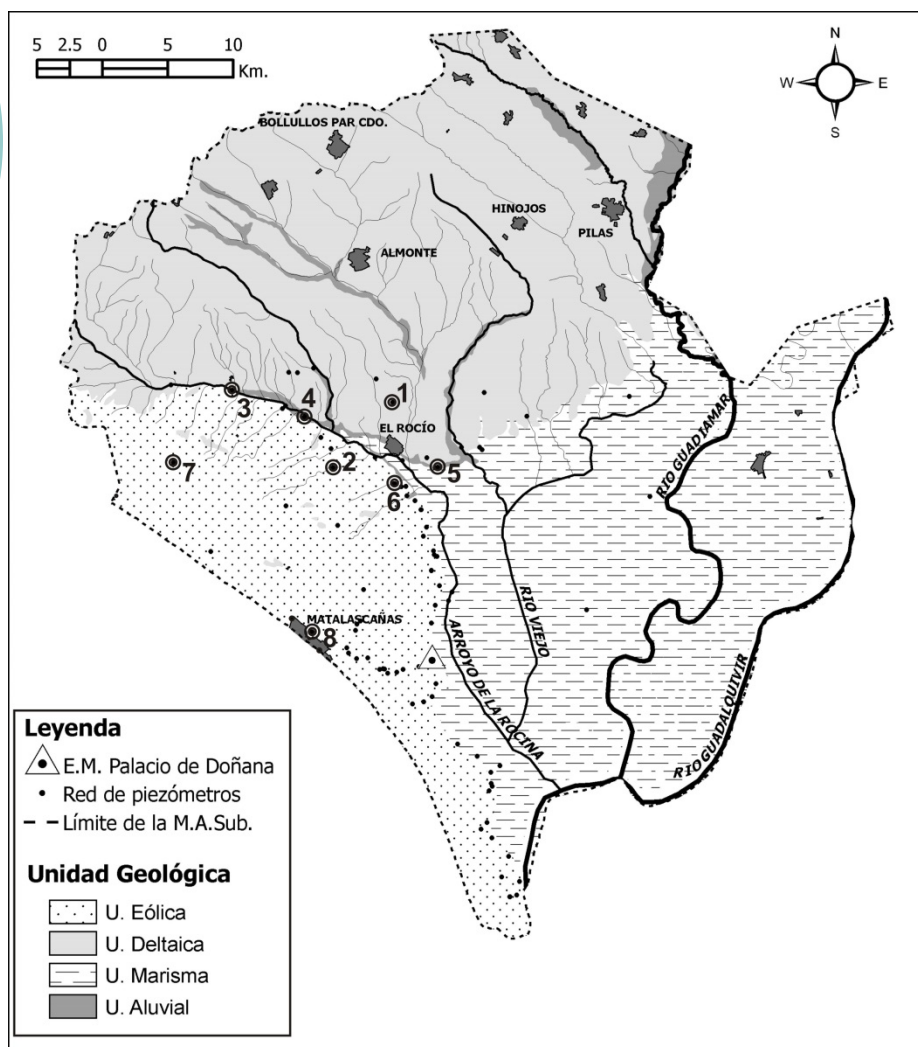 5 2.5 0 5 10
Km.
N
W E
S
BOLLULLOS PAR CDO.
HINOJOS
PILAS
ALMONTE
1
3
4
EL ROCÍO
2
5
7
6
RIO GUADIAMAR
MATALASCAÑAS
8
RIO VIEJO
ARROYO DE LA ROCINA
RIO GUADALQUIVIR
Leyenda
E.M. Palacio de Doñana
Red de piezómetros
Límite de la M.A.Sub.
Unidad Geológica
U. Eólica
U. Deltaica
U. Marisma
U. Aluvial